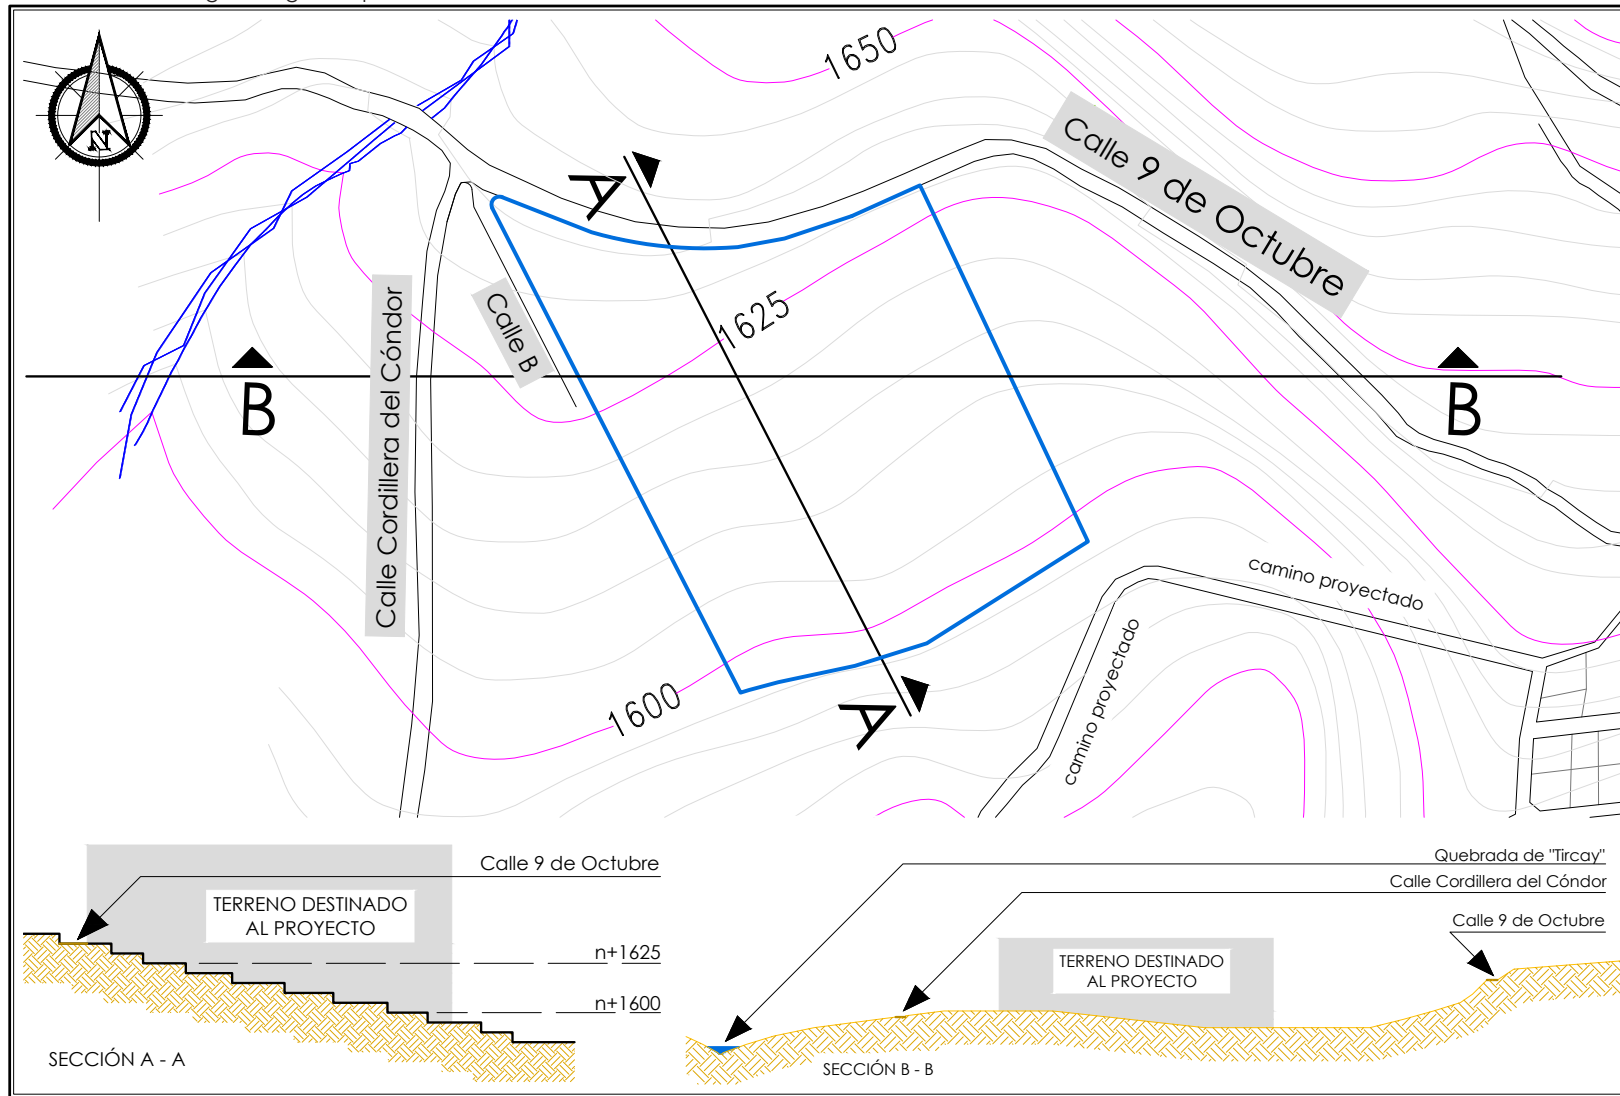 N
1650
Calle 9 de Octubre
A
1625
Calle B
Calle Cordillera del Cóndor
B
B
camino proyectado
camino proyectado
1600
A
Calle 9 de Octubre
TERRENO DESTINADO
AL PROYECTO
n+1625
n+1600
SECCIÓN A - A
Quebrada de "Tircay"
Calle Cordillera del Cóndor
Calle 9 de Octubre
TERRENO DESTINADO
AL PROYECTO
SECCIÓN B - B